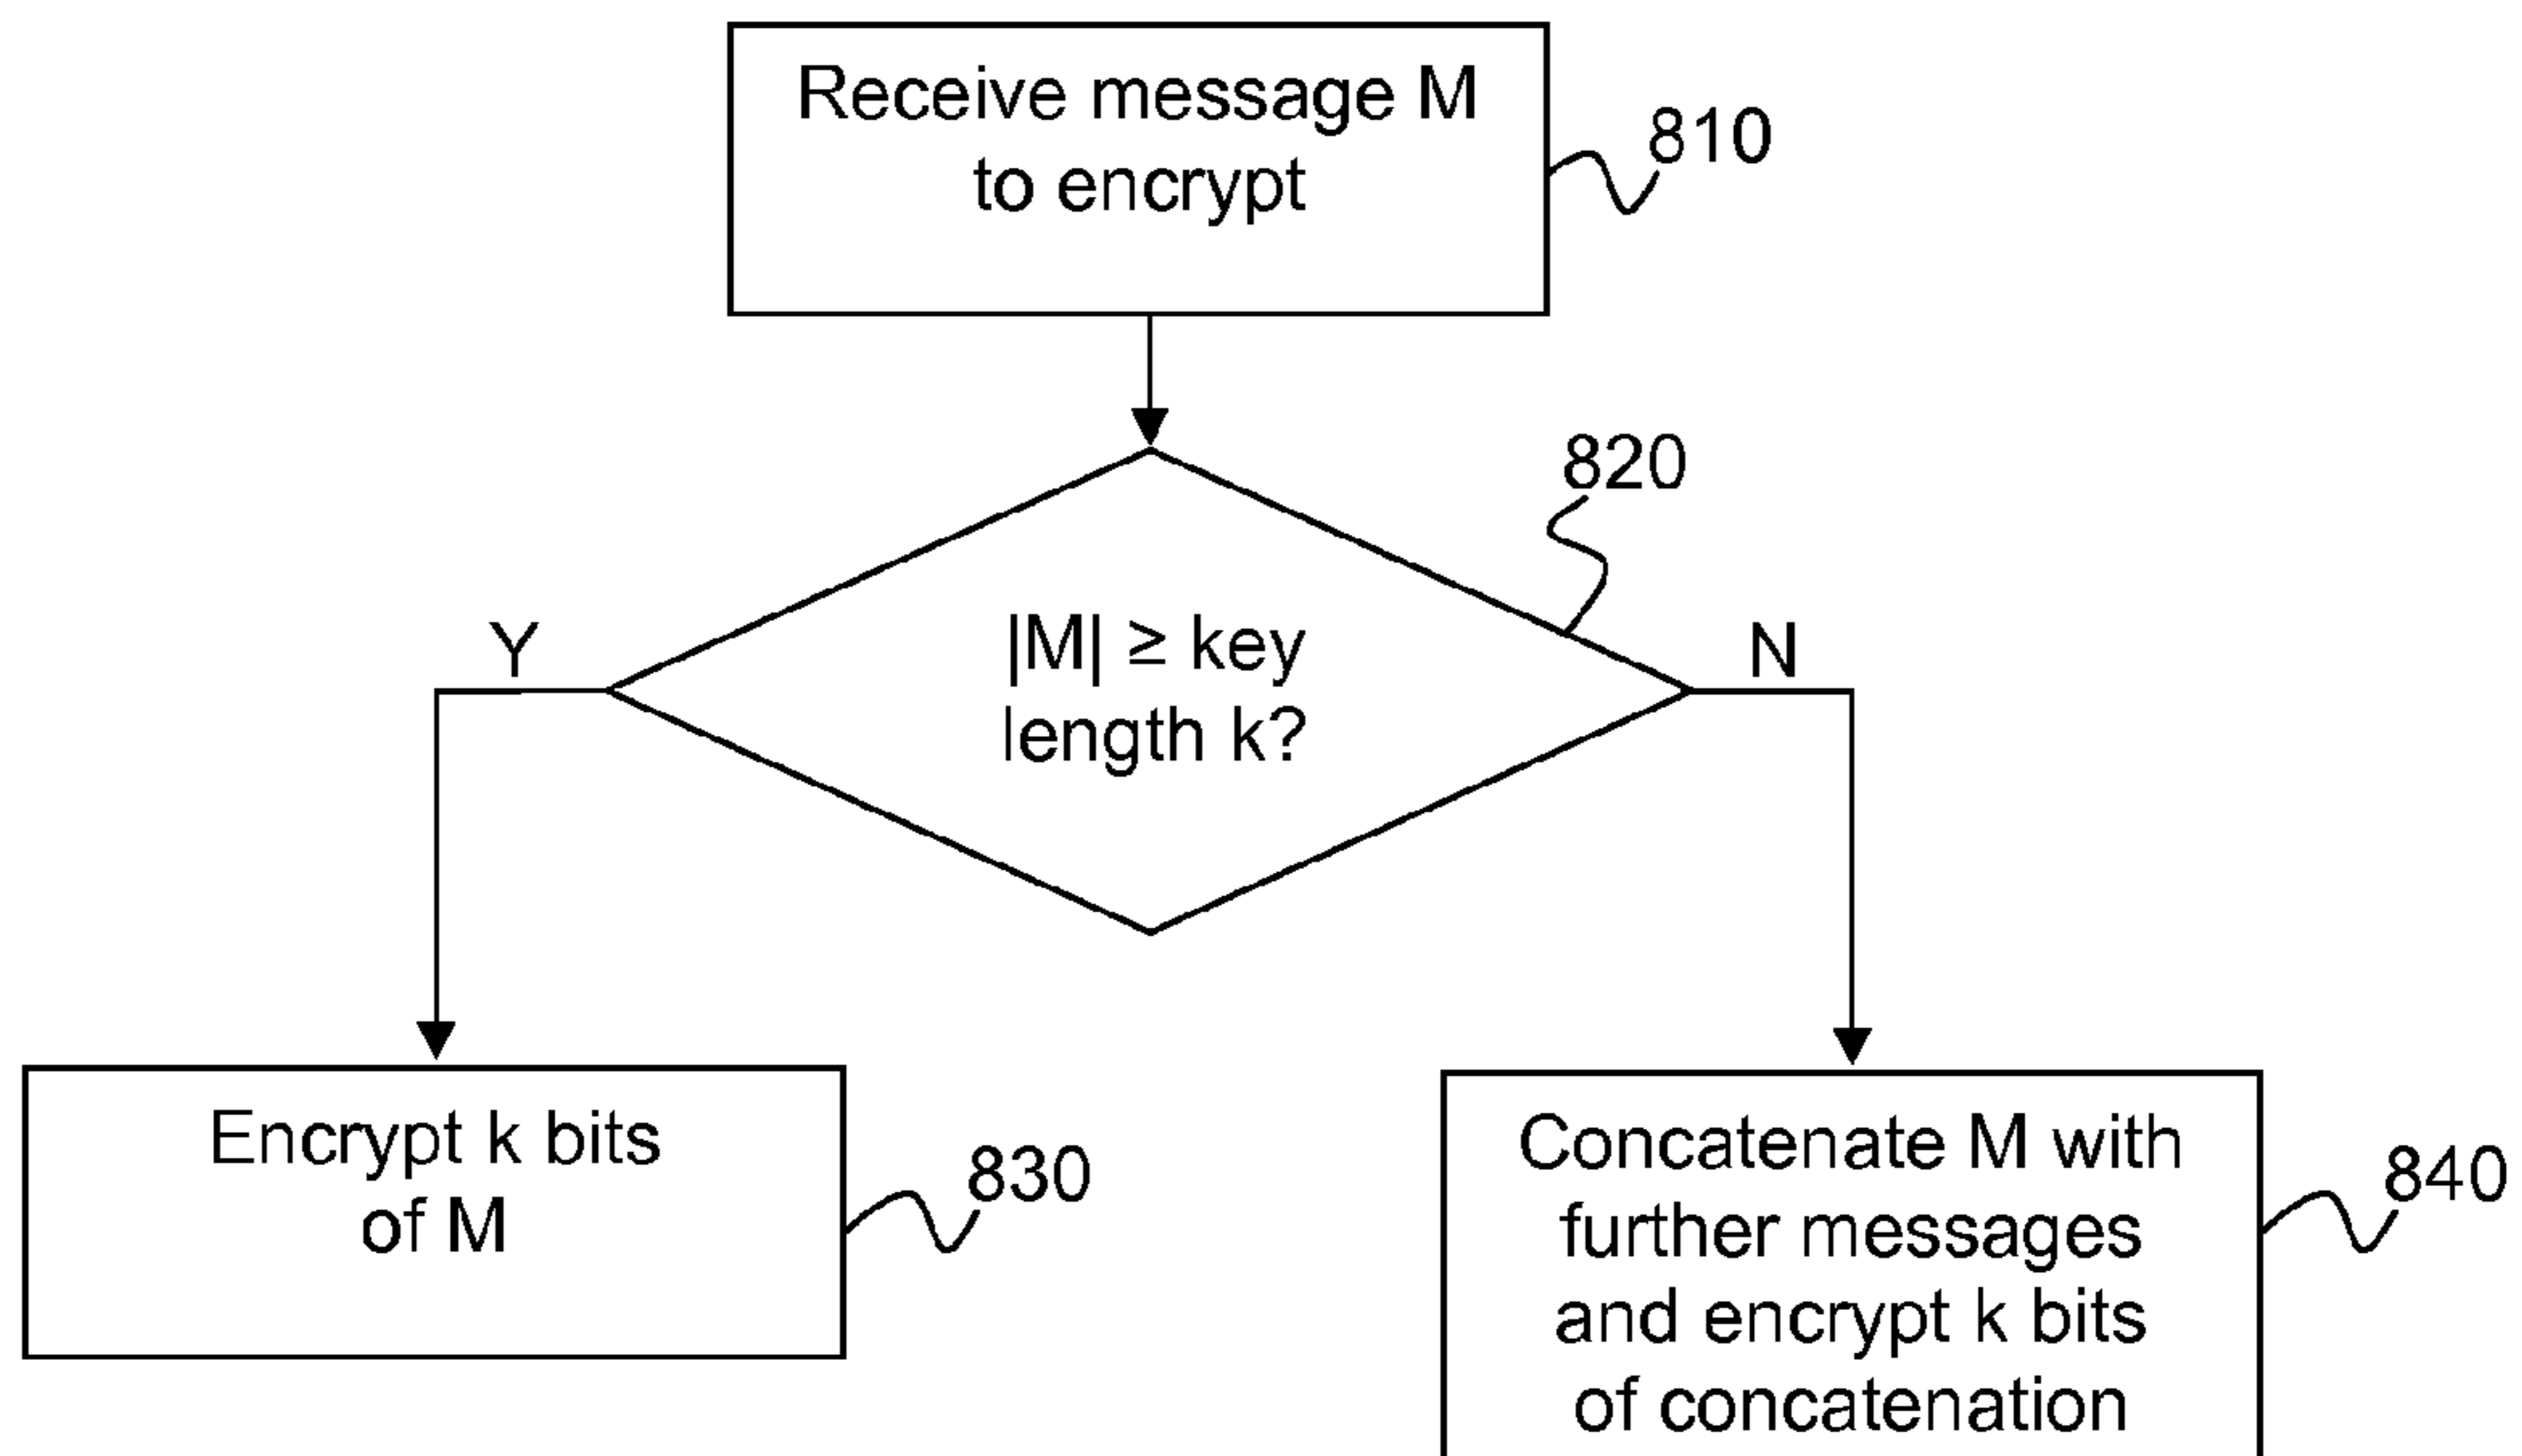 Receive message M
to encrypt
810
820
|M| ≥ key
length k?
Y
N
Encrypt k bits
of M
830
Concatenate M with
further messages
and encrypt k bits
of concatenation
840